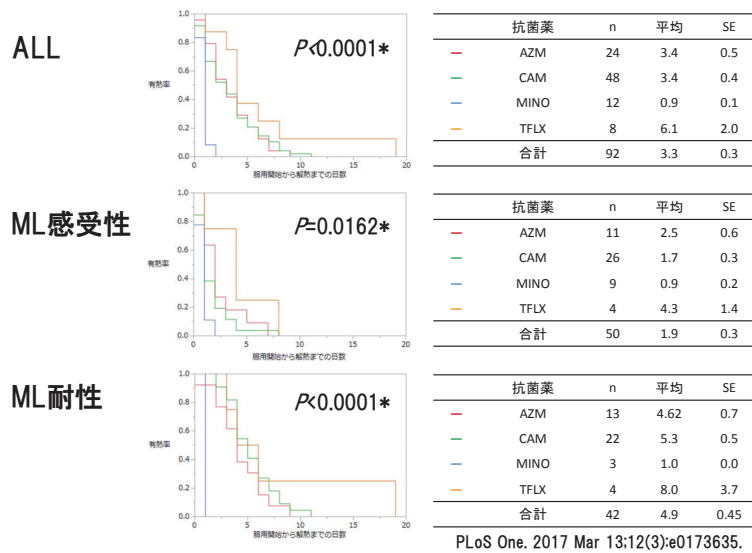 ALL
P<0.0001*
有熱率
1.0
0.8
0.6
0.4
0.2
0.0
0 5 10 15 20
服用開始から解熱までの日数
抗菌薬 n 平均 SE
AZM 24 3.4 0.5
CAM 48 3.4 0.4
MINO 12 0.9 0.1
TFLX 8 6.1 2.0
合計 92 3.3 0.3
ML感受性
P=0.0162*
有熱率
1.0
0.8
0.6
0.4
0.2
0.0
0 5 10 15 20
服用開始から解熱までの日数
抗菌薬 n 平均 SE
AZM 11 2.5 0.6
CAM 26 1.7 0.3
MINO 9 0.9 0.2
TFLX 4 4.3 1.4
合計 50 1.9 0.3
ML耐性
P<0.0001*
有熱率
1.0
0.8
0.6
0.4
0.2
0.0
0 5 10 15 20
服用開始から解熱までの日数
抗菌薬 n 平均 SE
AZM 13 4.62 0.7
CAM 22 5.3 0.5
MINO 3 1.0 0.0
TFLX 4 8.0 3.7
合計 42 4.9 0.45
PLoS One. 2017 Mar 13;12(3):e0173635.